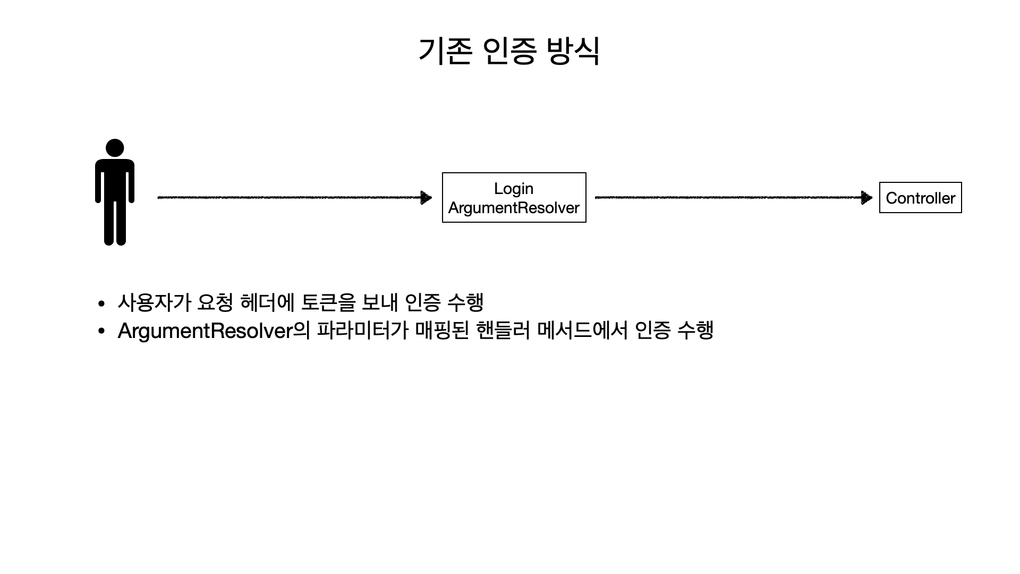 기존 인증 방식
Login
ArgumentResolver
Controller
• 사용자가 요청 헤더에 토큰을 보내 인증 수행
• ArgumentResolver의 파라미터가 매핑된 핸들러 메서드에서 인증 수행